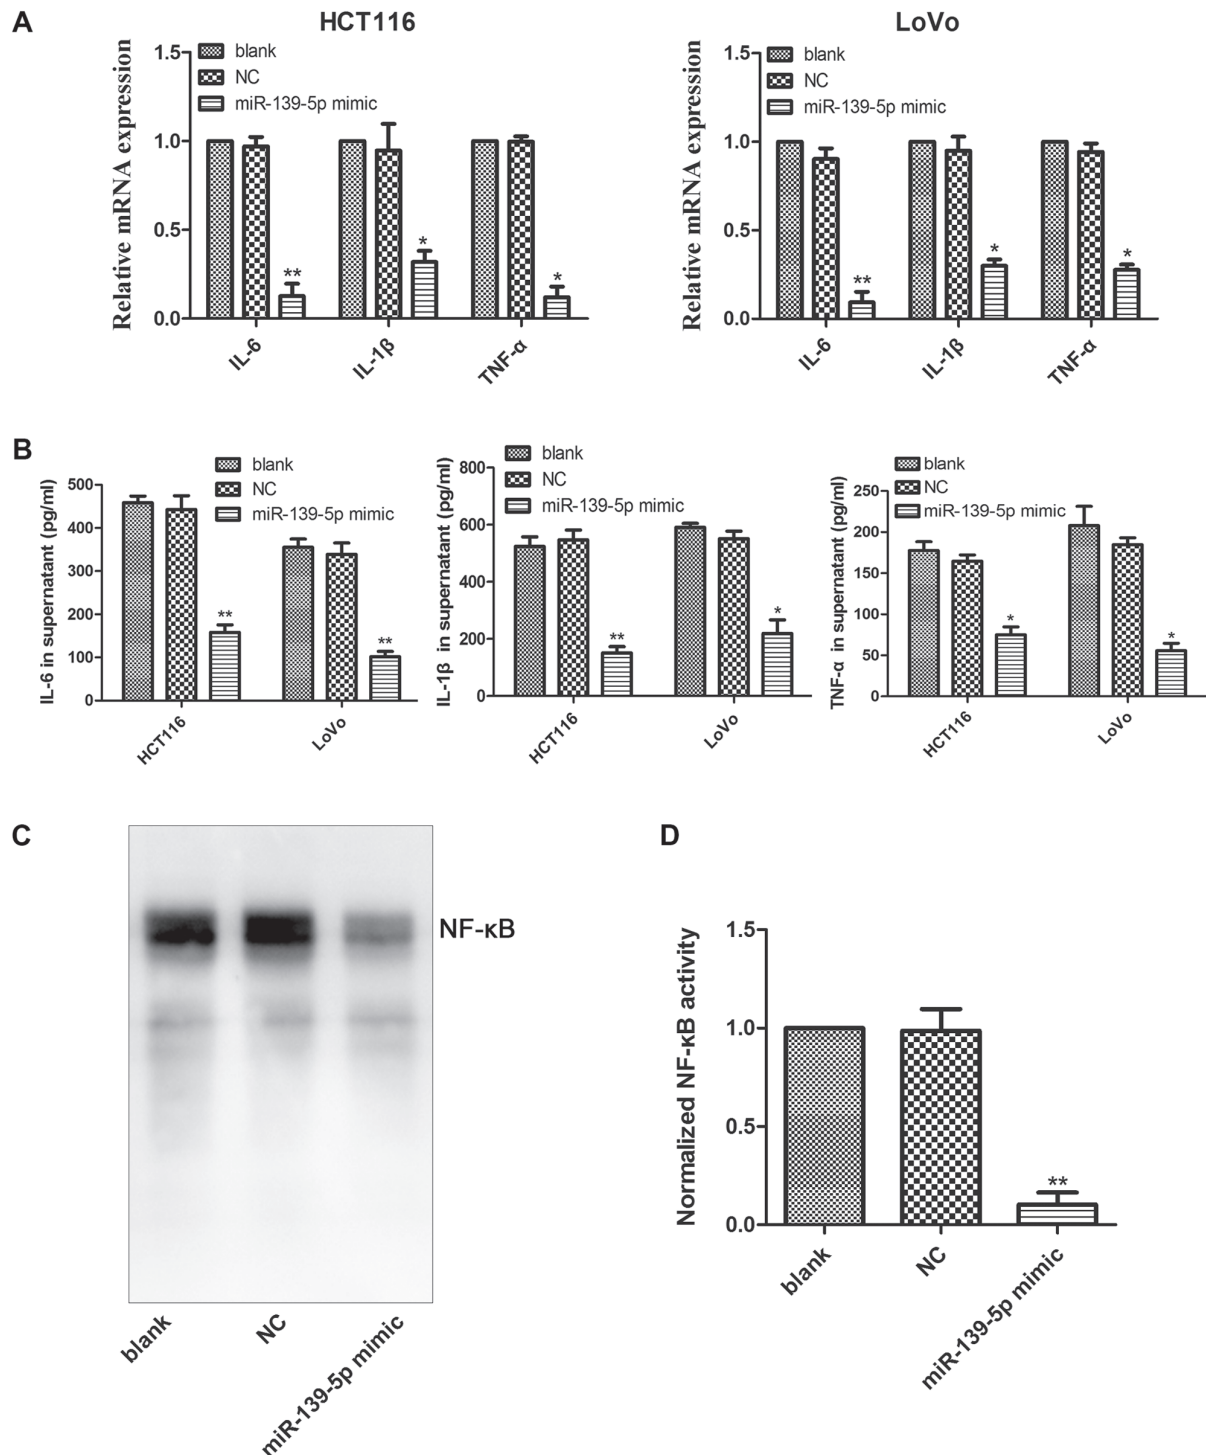 A
HCT116
Relative mRNA expression
1.5
1.0
0.5
0.0
blank
NC
miR-139-5p mimic
**
*
*
IL-6
IL-1β
TNF-α
LoVo
Relative mRNA expression
1.5
1.0
0.5
0.0
blank
NC
miR-139-5p mimic
**
*
*
IL-6
IL-1β
TNF-α
B
IL-6 in supernatant (pg/ml)
500
400
300
200
100
0
blank
NC
miR-139-5p mimic
**
**
HCT116
LoVo
IL-1β in supernatant (pg/ml)
800
600
400
200
0
blank
NC
miR-139-5p mimic
**
*
HCT116
LoVo
TNF-α in supernatant (pg/ml)
250
200
150
100
50
0
blank
NC
miR-139-5p mimic
*
*
HCT116
LoVo
C
NF-κB
blank
NC
miR-139-5p mimic
D
Normalized NF-κB activity
1.5
1.0
0.5
0.0
**
blank
NC
miR-139-5p mimic